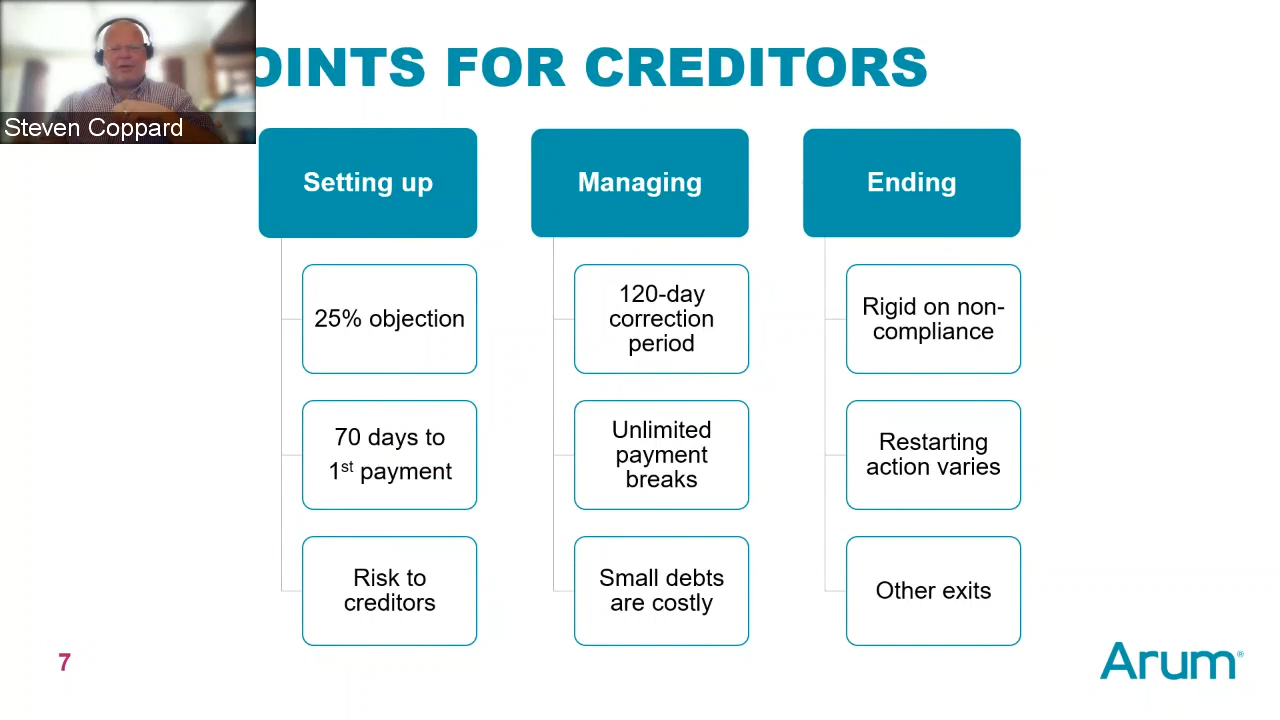 OINTS FOR CREDITORS
Steven Coppard
Setting up
Managing
Ending
25% objection
120-day
correction
period
Rigid on non-
compliance
70 days to
1st payment
Unlimited
payment
breaks
Restarting
action varies
Risk to
creditors
Small debts
are costly
Other exits
7
Arum®